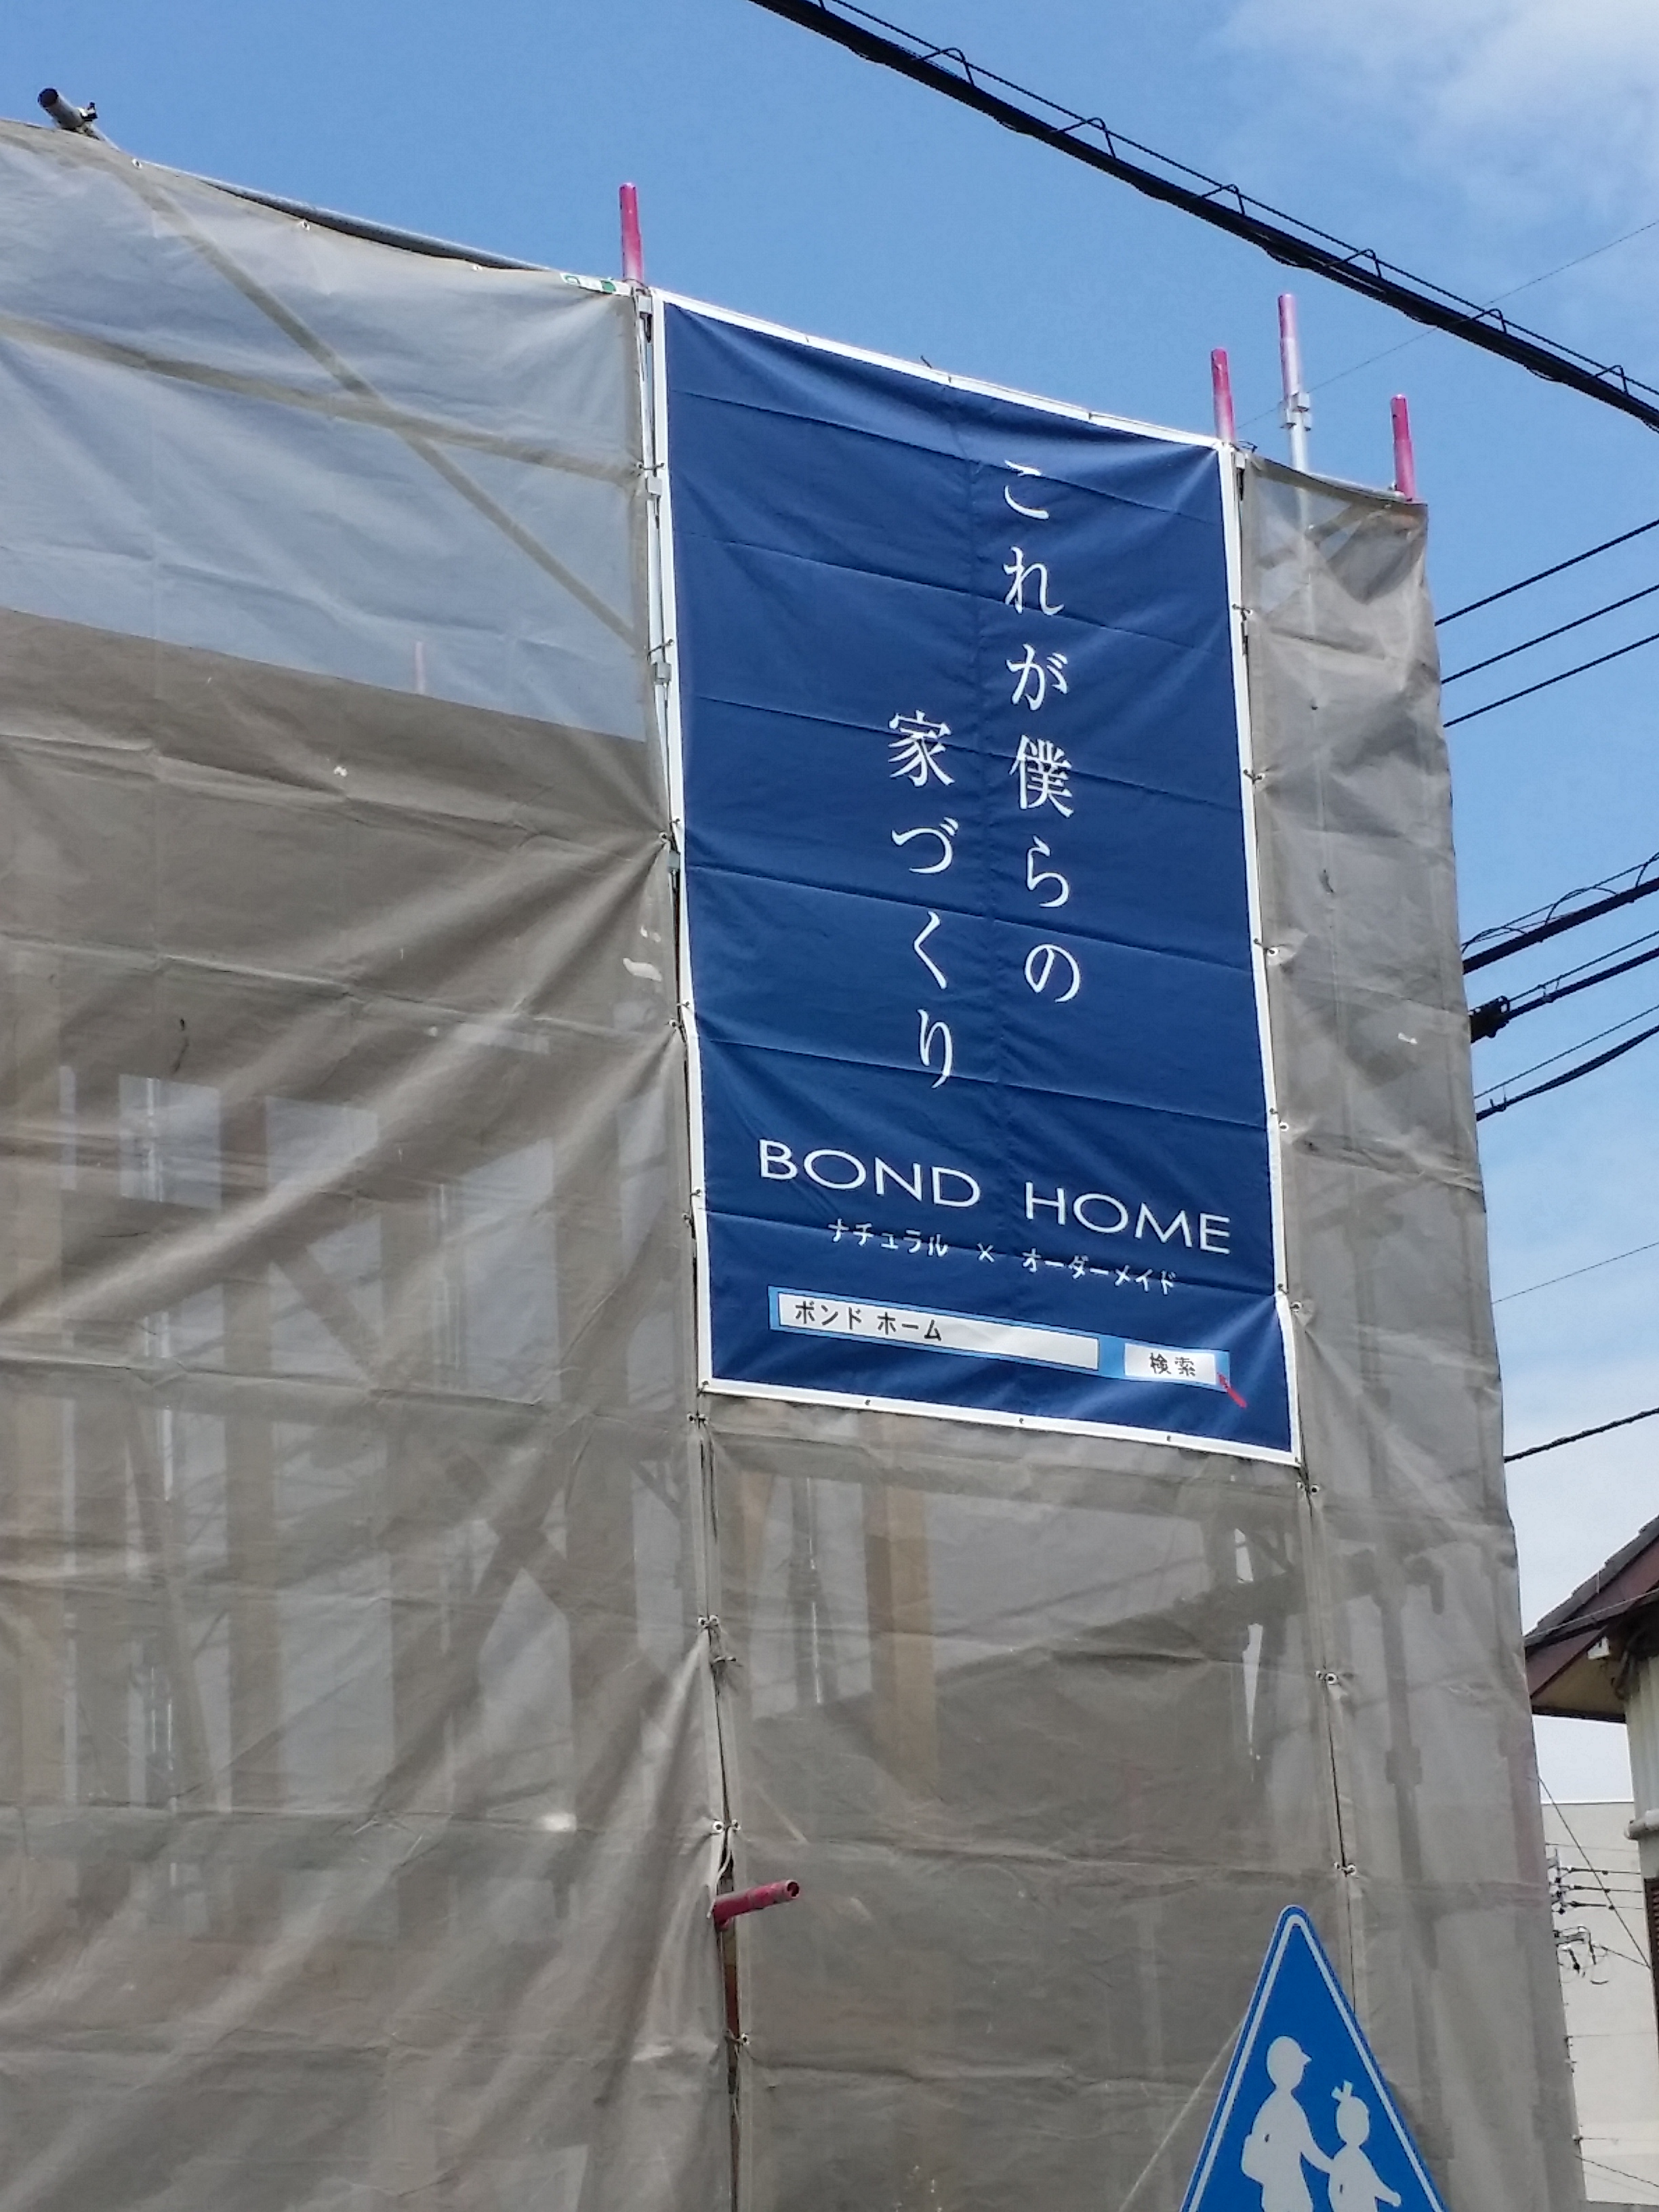 これが僕らの
家づくり
BOND HOME
ナチュラル × オーダーメイド
ボンド ホーム
検索